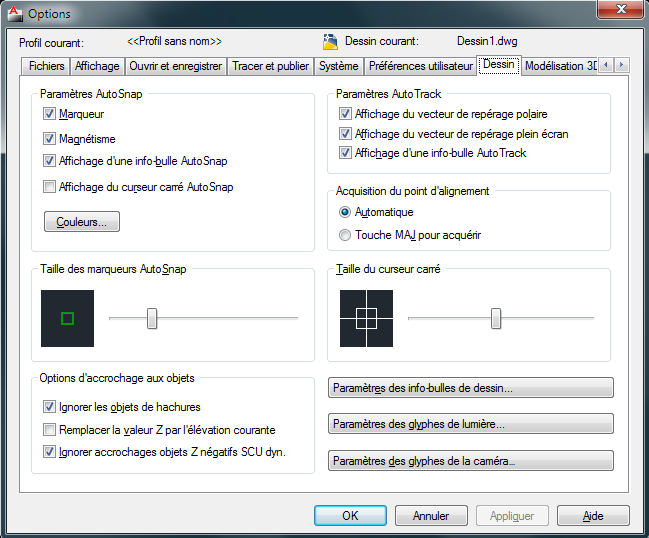 Options
Profil courant: <<Profil sans nom>> Dessin courant: Dessin1.dwg
Fichiers Affichage Ouvrir et enregistrer Tracer et publier Système Préférences utilisateur Dessin Modélisation 3D
Paramètres AutoSnap
Marqueur
Magnétisme
Affichage d'une info-bulle AutoSnap
Affichage du curseur carré AutoSnap
Couleurs...
Paramètres AutoTrack
Affichage du vecteur de repérage polaire
Affichage du vecteur de repérage plein écran
Affichage d'une info-bulle AutoTrack
Acquisition du point d'alignement
Automatique
Touche MAJ pour acquérir
Taille des marqueurs AutoSnap
Taille du curseur carré
Options d'accrochage aux objets
Ignorer les objets de hachures
Remplacer la valeur Z par l'élévation courante
Ignorer accrochages objets Z négatifs SCU dyn.
Paramètres des info-bulles de dessin...
Paramètres des glyphes de lumière...
Paramètres des glyphes de la caméra...
OK Annuler Appliquer Aide